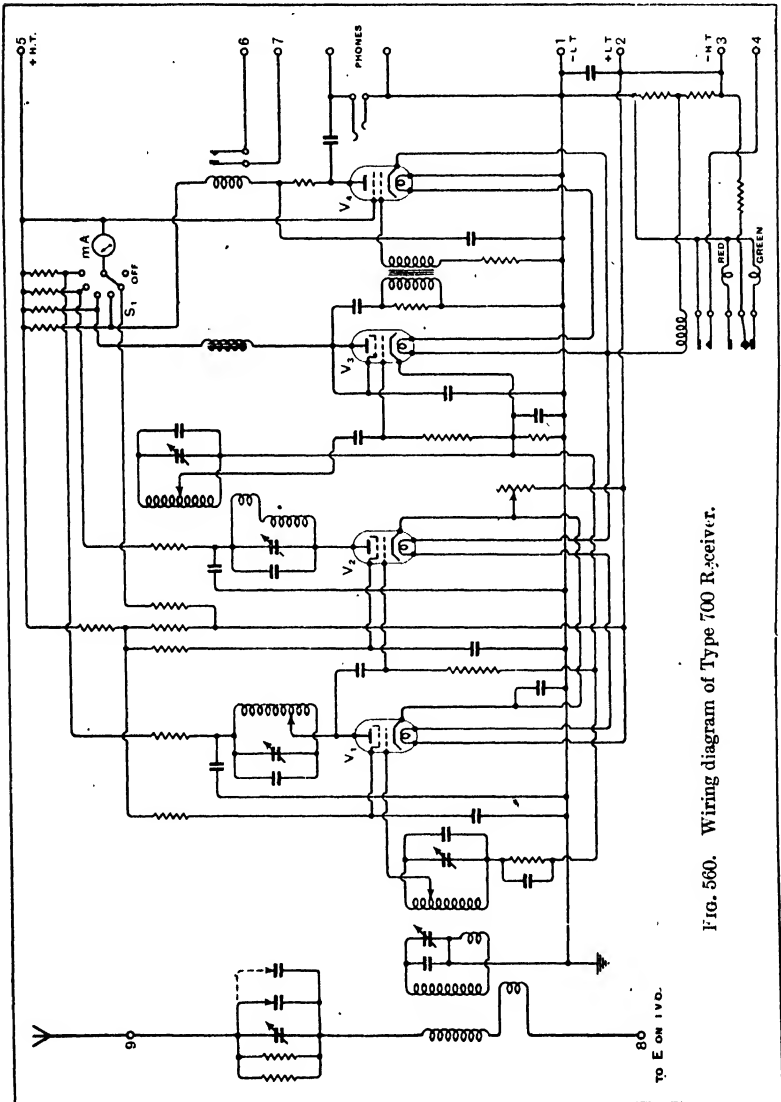 5
+ H.T.
6
7
PHONES
1
- L T
+ L T
2
- H T
3
4
mA
OFF
S1
V4
V3
V2
V1
RED
GREEN
9
8
TO E ON I V O.
FIG. 560. Wiring diagram of Type 700 Receiver.